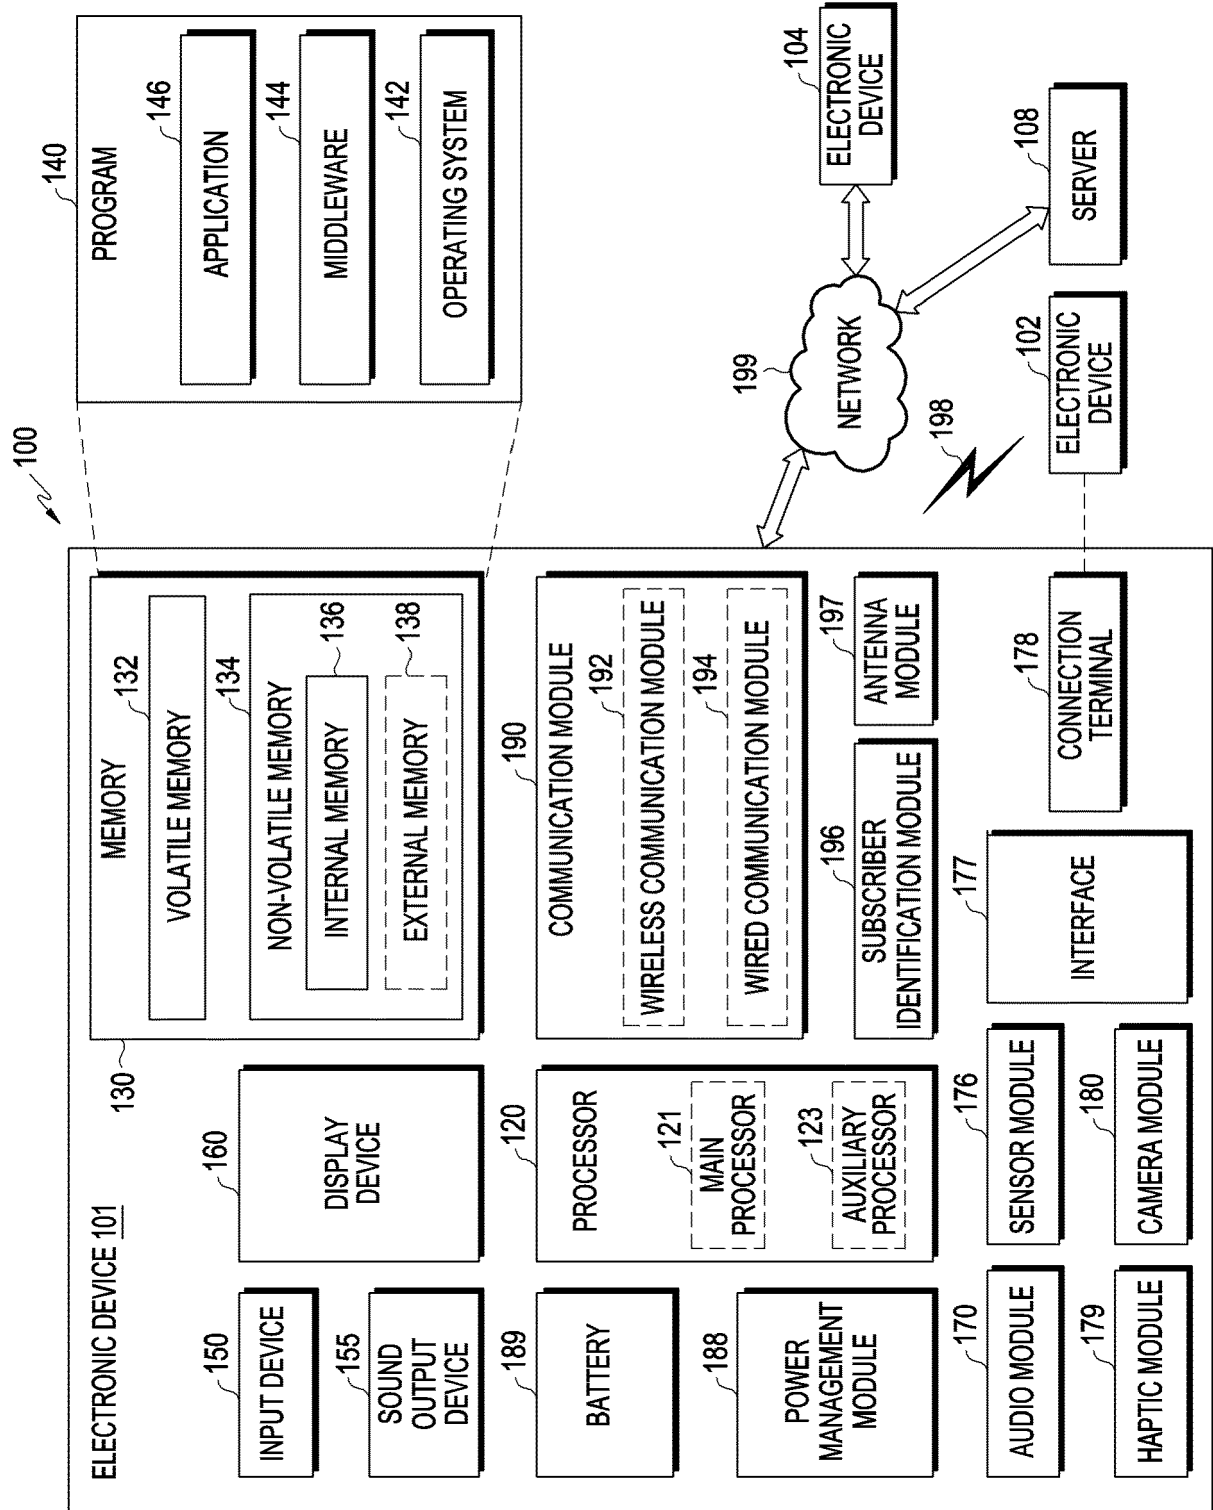 100
ELECTRONIC DEVICE 101
150
INPUT DEVICE
155
SOUND
OUTPUT
DEVICE
160
DISPLAY
DEVICE
130
MEMORY
132
VOLATILE MEMORY
134
NON-VOLATILE MEMORY
136
INTERNAL MEMORY
138
EXTERNAL MEMORY
140
PROGRAM
146
APPLICATION
144
MIDDLEWARE
142
OPERATING SYSTEM
189
BATTERY
188
POWER
MANAGEMENT
MODULE
120
PROCESSOR
121
MAIN
PROCESSOR
123
AUXILIARY
PROCESSOR
190
COMMUNICATION MODULE
192
WIRELESS COMMUNICATION MODULE
194
WIRED COMMUNICATION MODULE
196
SUBSCRIBER
IDENTIFICATION MODULE
197
ANTENNA
MODULE
170
AUDIO MODULE
176
SENSOR MODULE
177
INTERFACE
178
CONNECTION
TERMINAL
179
HAPTIC MODULE
180
CAMERA MODULE
199
NETWORK
198
104
ELECTRONIC
DEVICE
102
ELECTRONIC
DEVICE
108
SERVER